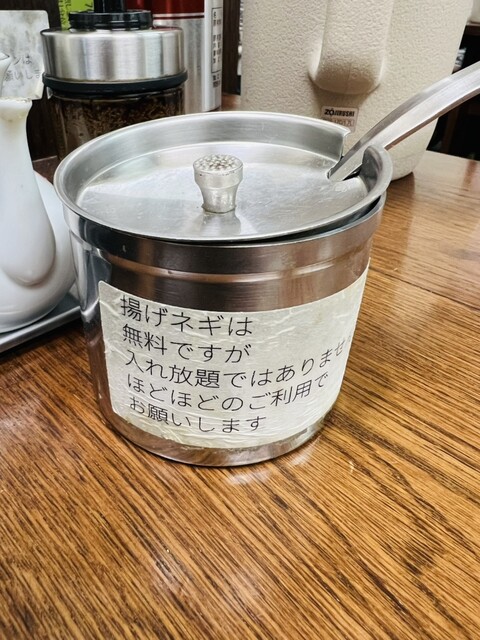 ZOJIRUSHI
揚げネギは
無料ですが
入れ放題ではありませ
ほどほどのご利用で
お願いします